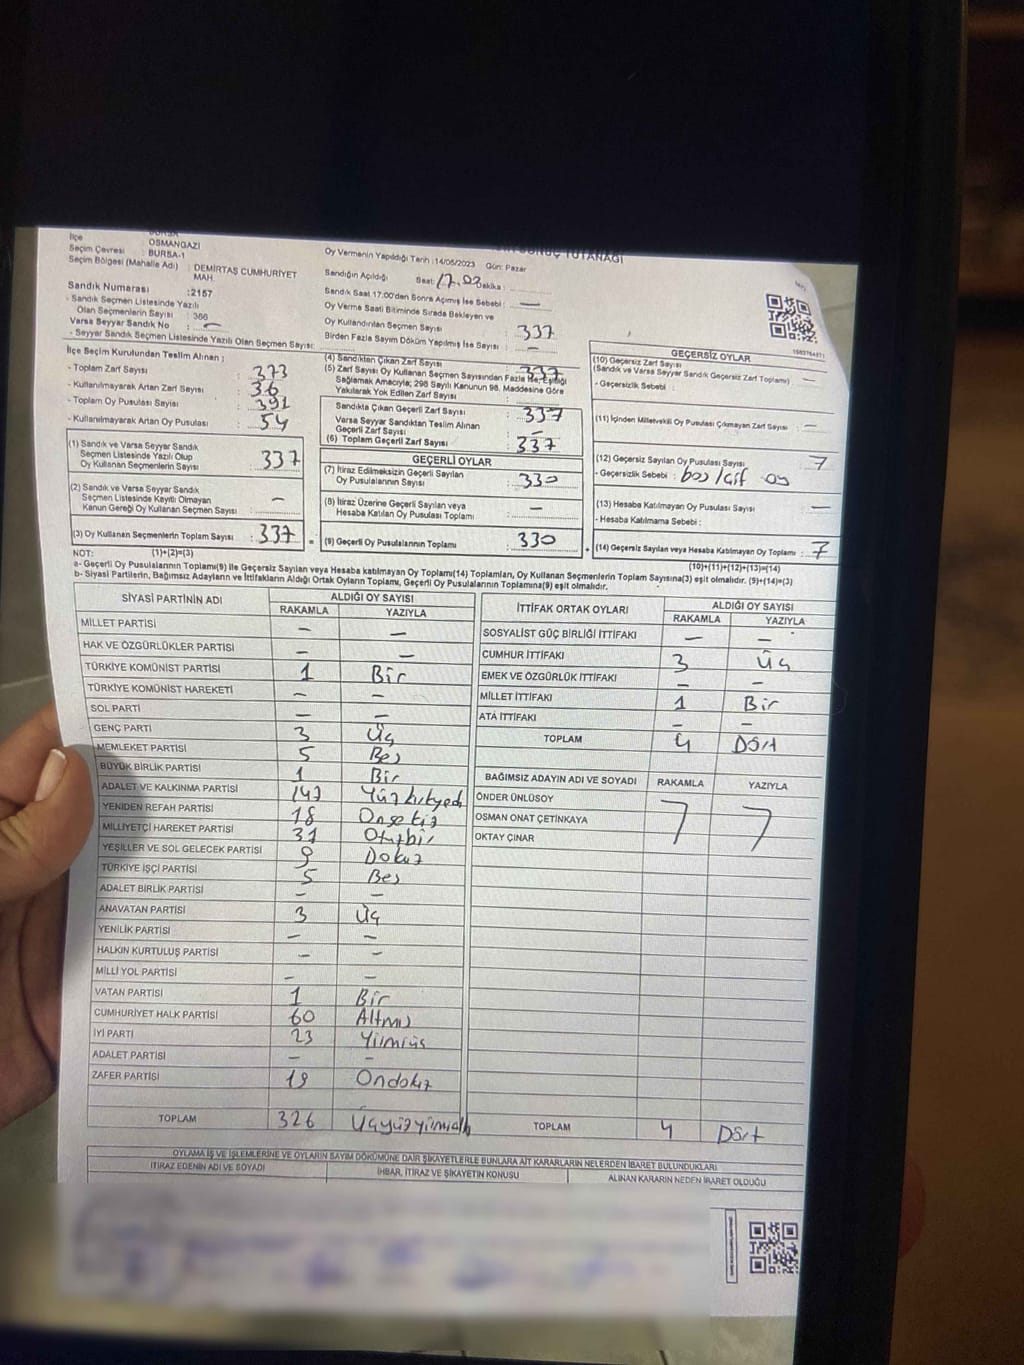 İlçe : OSMANGAZİ
Seçim Çevresi : BURSA-1
Seçim Bölgesi (Mahalle Adı) : DEMİRTAŞ CUMHURİYET MAH.
Sandık Numarası : 2157
- Sandık Seçmen Listesinde Yazılı
Olan Seçmenlerin Sayısı : 386
Varsa Seyyar Sandık No : –
- Seyyar Sandık Seçmen Listesinde Yazılı Olan Seçmen Sayısı:
TUTANAĞI
Oy Vermenin Yapıldığı Tarih :14/05/2023 Gün: Pazar
Sandığın Açıldığı Saat: 17.03 Dakika :
Sandık Saat 17:00'den Sonra Açılmış İse Sebebi : –
Oy Verme Saati Bitiminde Sırada Bekleyen ve
Oy Kullandırılan Seçmen Sayısı : 337
Birden Fazla Sayım Döküm Yapılmış İse Sayısı : –
İlçe Seçim Kurulundan Teslim Alınan :
- Toplam Zarf Sayısı : 373
- Kullanılmayarak Artan Zarf Sayısı : 36
- Toplam Oy Pusulası Sayısı : 391
- Kullanılmayarak Artan Oy Pusulası : 54
(1) Sandık ve Varsa Seyyar Sandık
Seçmen Listesinde Yazılı Olup
Oy Kullanan Seçmenlerin Sayısı : 337
(2) Sandık ve Varsa Seyyar Sandık
Seçmen Listesinde Kayıtlı Olmayan
Kanun Gereği Oy Kullanan Seçmen Sayısı : –
(3) Oy Kullanan Seçmenlerin Toplam Sayısı : 337
(4) Sandıktan Çıkan Zarf Sayısı : 337
(5) Zarf Sayısı Oy Kullanan Seçmen Sayısından Fazla ise, Eşitliği
Sağlamak Amacıyla; 298 Sayılı Kanunun 98. Maddesine Göre
Yakılarak Yok Edilen Zarf Sayısı :
Sandıkta Çıkan Geçerli Zarf Sayısı : 337
Varsa Seyyar Sandıktan Teslim Alınan
Geçerli Zarf Sayısı : –
(6) Toplam Geçerli Zarf Sayısı : 337
GEÇERLİ OYLAR
(7) İtiraz Edilmeksizin Geçerli Sayılan
Oy Pusulalarının Sayısı : 330
(8) İtiraz Üzerine Geçerli Sayılan veya
Hesaba Katılan Oy Pusulası Toplamı : –
(9) Geçerli Oy Pusulalarının Toplamı : 330
GEÇERSİZ OYLAR
(10) Geçersiz Zarf Sayısı
(Sandık ve Varsa Seyyar Sandık Geçersiz Zarf Toplamı) –
- Geçersizlik Sebebi :
(11) İçinden Milletvekili Oy Pusulası Çıkmayan Zarf Sayısı : –
(12) Geçersiz Sayılan Oy Pusulası Sayısı : 7
- Geçersizlik Sebebi : boş/çift oy
(13) Hesaba Katılmayan Oy Pusulası Sayısı : –
- Hesaba Katılmama Sebebi :
(14) Geçersiz Sayılan veya Hesaba Katılmayan Oy Toplamı : 7
NOT: (1)+(2)=(3) (10)+(11)+(12)+(13)=(14)
a- Geçerli Oy Pusulalarının Toplamı(9) ile Geçersiz Sayılan veya Hesaba katılmayan Oy Toplamı(14) Toplamları, Oy Kullanan Seçmenlerin Toplam Sayısına(3) eşit olmalıdır. (9)+(14)=(3)
b- Siyasi Partilerin, Bağımsız Adayların ve İttifakların Aldığı Ortak Oyların Toplamı, Geçerli Oy Pusulalarının Toplamına(9) eşit olmalıdır.
SİYASİ PARTİNİN ADI ALDIĞI OY SAYISI
RAKAMLA YAZIYLA
MİLLET PARTİSİ – –
HAK VE ÖZGÜRLÜKLER PARTİSİ – –
TÜRKİYE KOMÜNİST PARTİSİ 1 Bir
TÜRKİYE KOMÜNİST HAREKETİ – –
SOL PARTİ – –
GENÇ PARTİ 3 Üç
MEMLEKET PARTİSİ 5 Beş
BÜYÜK BİRLİK PARTİSİ 1 Bir
ADALET VE KALKINMA PARTİSİ 147 Yüzkırkyedi
YENİDEN REFAH PARTİSİ 18 Onsekiz
MİLLİYETÇİ HAREKET PARTİSİ 31 Otuzbir
YEŞİLLER VE SOL GELECEK PARTİSİ 9 Dokuz
TÜRKİYE İŞÇİ PARTİSİ 5 Beş
ADALET BİRLİK PARTİSİ – –
ANAVATAN PARTİSİ 3 Üç
YENİLİK PARTİSİ – –
HALKIN KURTULUŞ PARTİSİ – –
MİLLİ YOL PARTİSİ – –
VATAN PARTİSİ 1 Bir
CUMHURİYET HALK PARTİSİ 60 Altmış
İYİ PARTİ 23 Yirmiüç
ADALET PARTİSİ – –
ZAFER PARTİSİ 19 Ondokuz
TOPLAM 326 Üçyüzyirmialtı
İTTİFAK ORTAK OYLARI ALDIĞI OY SAYISI
RAKAMLA YAZIYLA
SOSYALİST GÜÇ BİRLİĞİ İTTİFAKI – –
CUMHUR İTTİFAKI 3 Üç
EMEK VE ÖZGÜRLÜK İTTİFAKI – –
MİLLET İTTİFAKI 1 Bir
ATA İTTİFAKI – –
TOPLAM 4 Dört
BAĞIMSIZ ADAYIN ADI VE SOYADI RAKAMLA YAZIYLA
ÖNDER ÜNLÜSOY
OSMAN ONAT ÇETİNKAYA
OKTAY ÇINAR
TOPLAM 4 Dört
OYLAMA İŞ VE İŞLEMLERİNE VE OYLARIN SAYIM DÖKÜMÜNE DAİR ŞİKAYETLERLE BUNLARA AİT KARARLARIN NELERDEN İBARET BULUNDUKLARI
İTİRAZ EDENİN ADI VE SOYADI İHBAR, İTİRAZ VE ŞİKAYETİN KONUSU ALINAN KARARIN NEDEN İBARET OLDUĞU